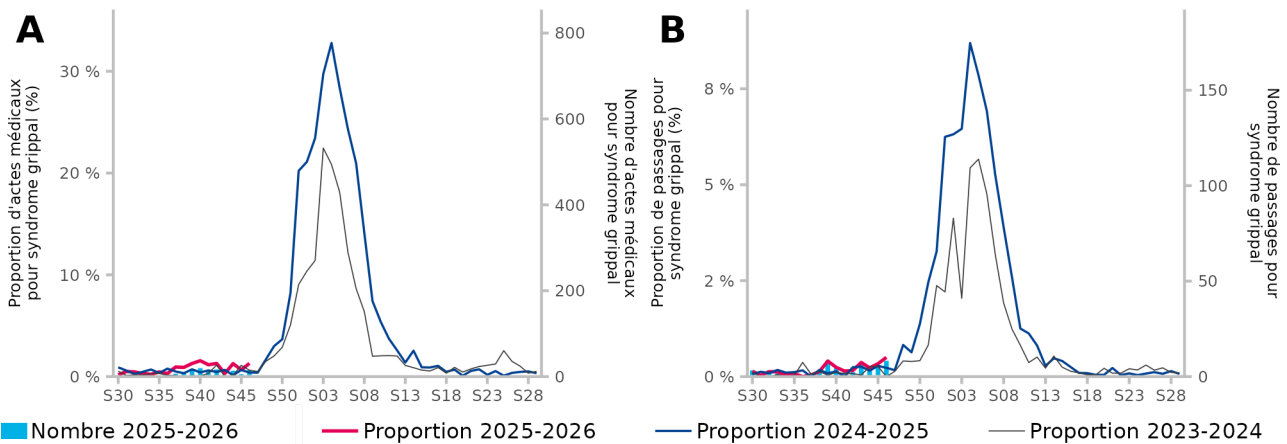 A
Proportion d'actes médicaux
pour syndrome grippal (%)
30 %
20 %
10 %
0 %
800
600
400
200
0
Nombre d'actes médicaux
pour syndrome grippal
S30 S35 S40 S45 S50 S03 S08 S13 S18 S23 S28
B
Proportion de passages pour
syndrome grippal (%)
8 %
5 %
2 %
0 %
150
100
50
0
Nombre de passages pour
syndrome grippal
S30 S35 S40 S45 S50 S03 S08 S13 S18 S23 S28
Nombre 2025-2026 Proportion 2025-2026 Proportion 2024-2025 Proportion 2023-2024